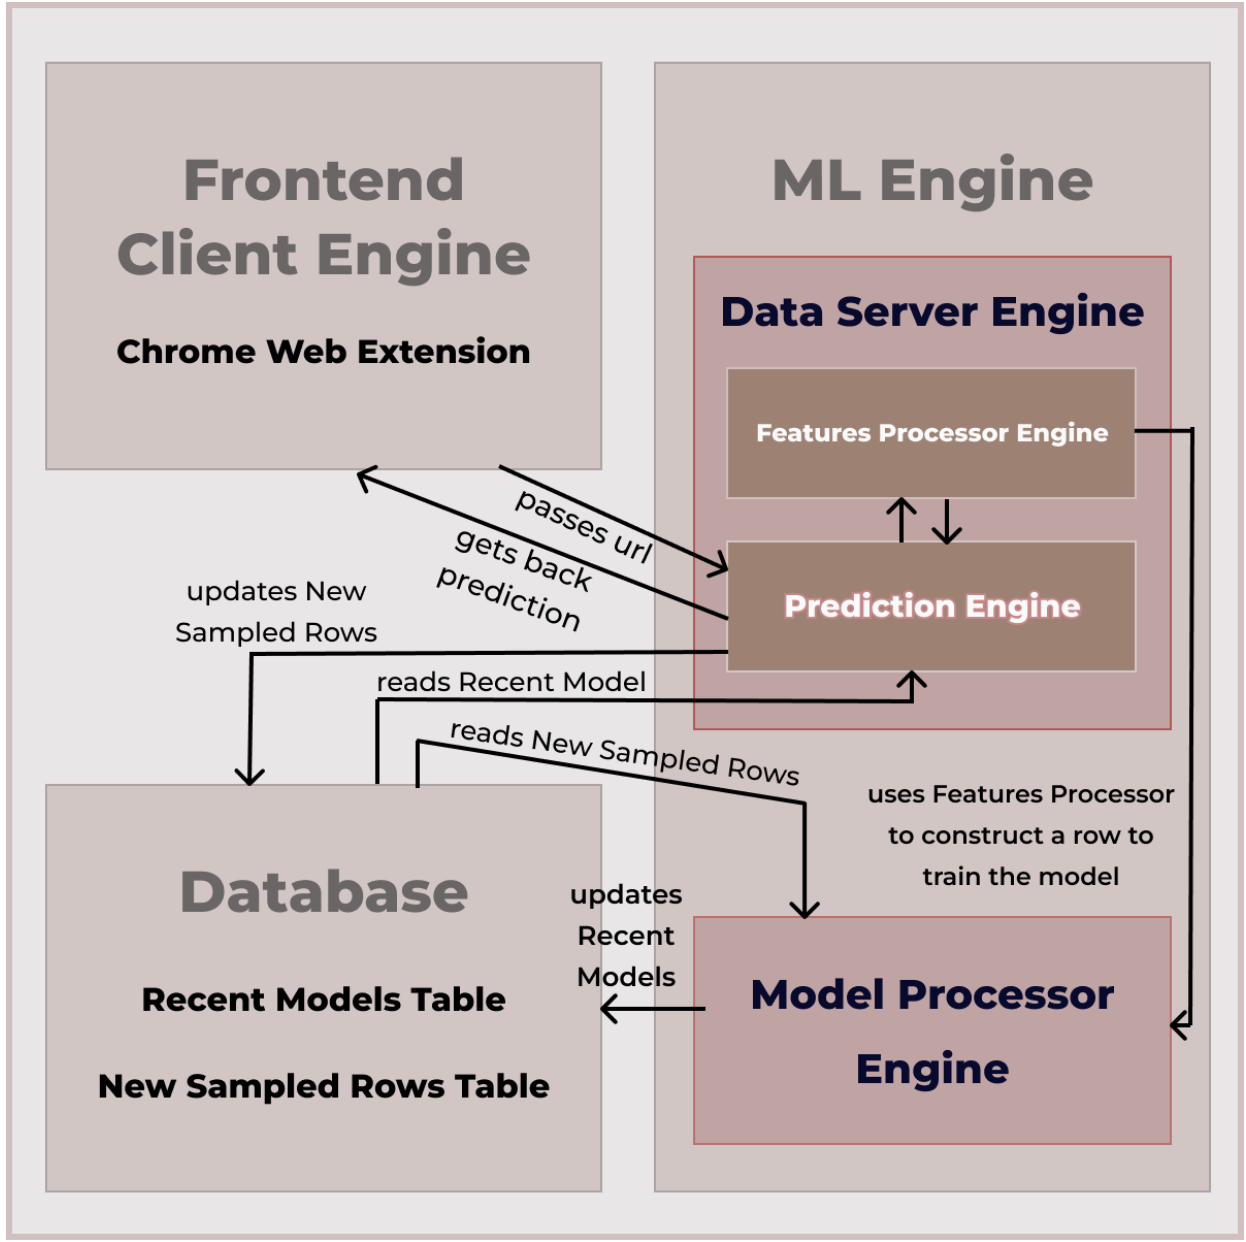 Frontend
Client Engine
Chrome Web Extension
ML Engine
Data Server Engine
Features Processor Engine
Prediction Engine
passes url
gets back
prediction
updates New
Sampled Rows
reads Recent Model
reads New Sampled Rows
uses Features Processor
to construct a row to
train the model
Database
Recent Models Table
New Sampled Rows Table
updates
Recent
Models
Model Processor
Engine